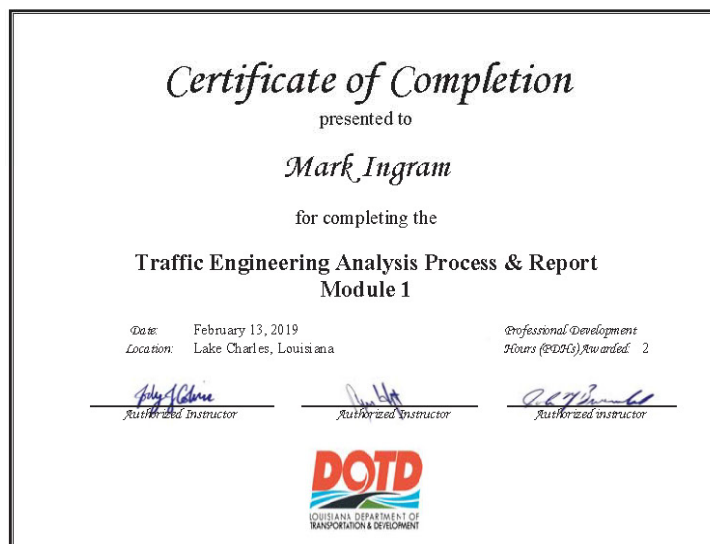 Certificate of Completion
presented to
Mark Ingram
for completing the
Traffic Engineering Analysis Process & Report
Module 1
Date: February 13, 2019
Location: Lake Charles, Louisiana
Professional Development
Hours (PDHs) Awarded: 2
Authorized Instructor
Authorized Instructor
Authorized instructor
DOTD
LOUISIANA DEPARTMENT OF
TRANSPORTATION & DEVELOPMENT